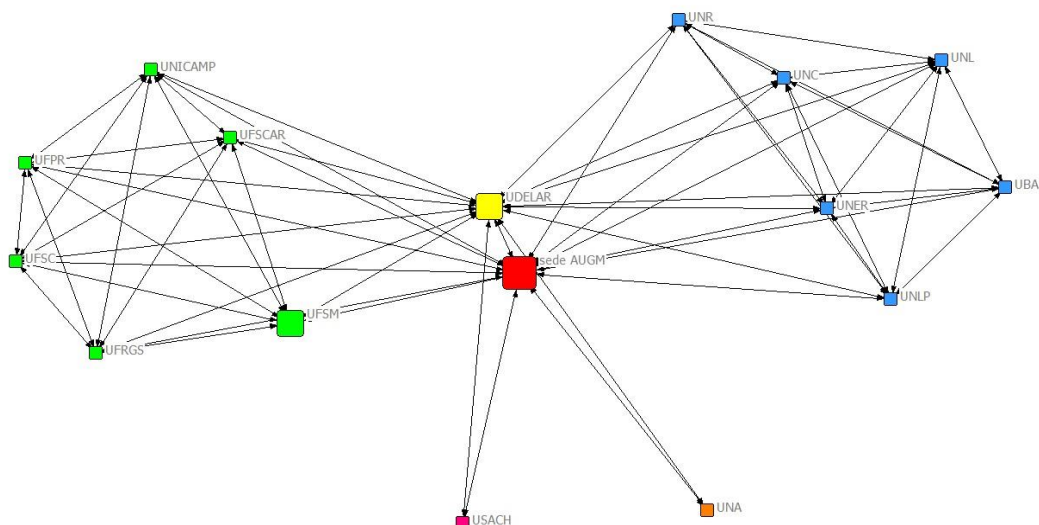 UNR
UNL
UNICAMP
UNC
UFSCAR
UFPR
UBA
UDELAR
UNER
UFSC
sede AUGM
UNLP
UFSM
UFRGS
UNA
USACH